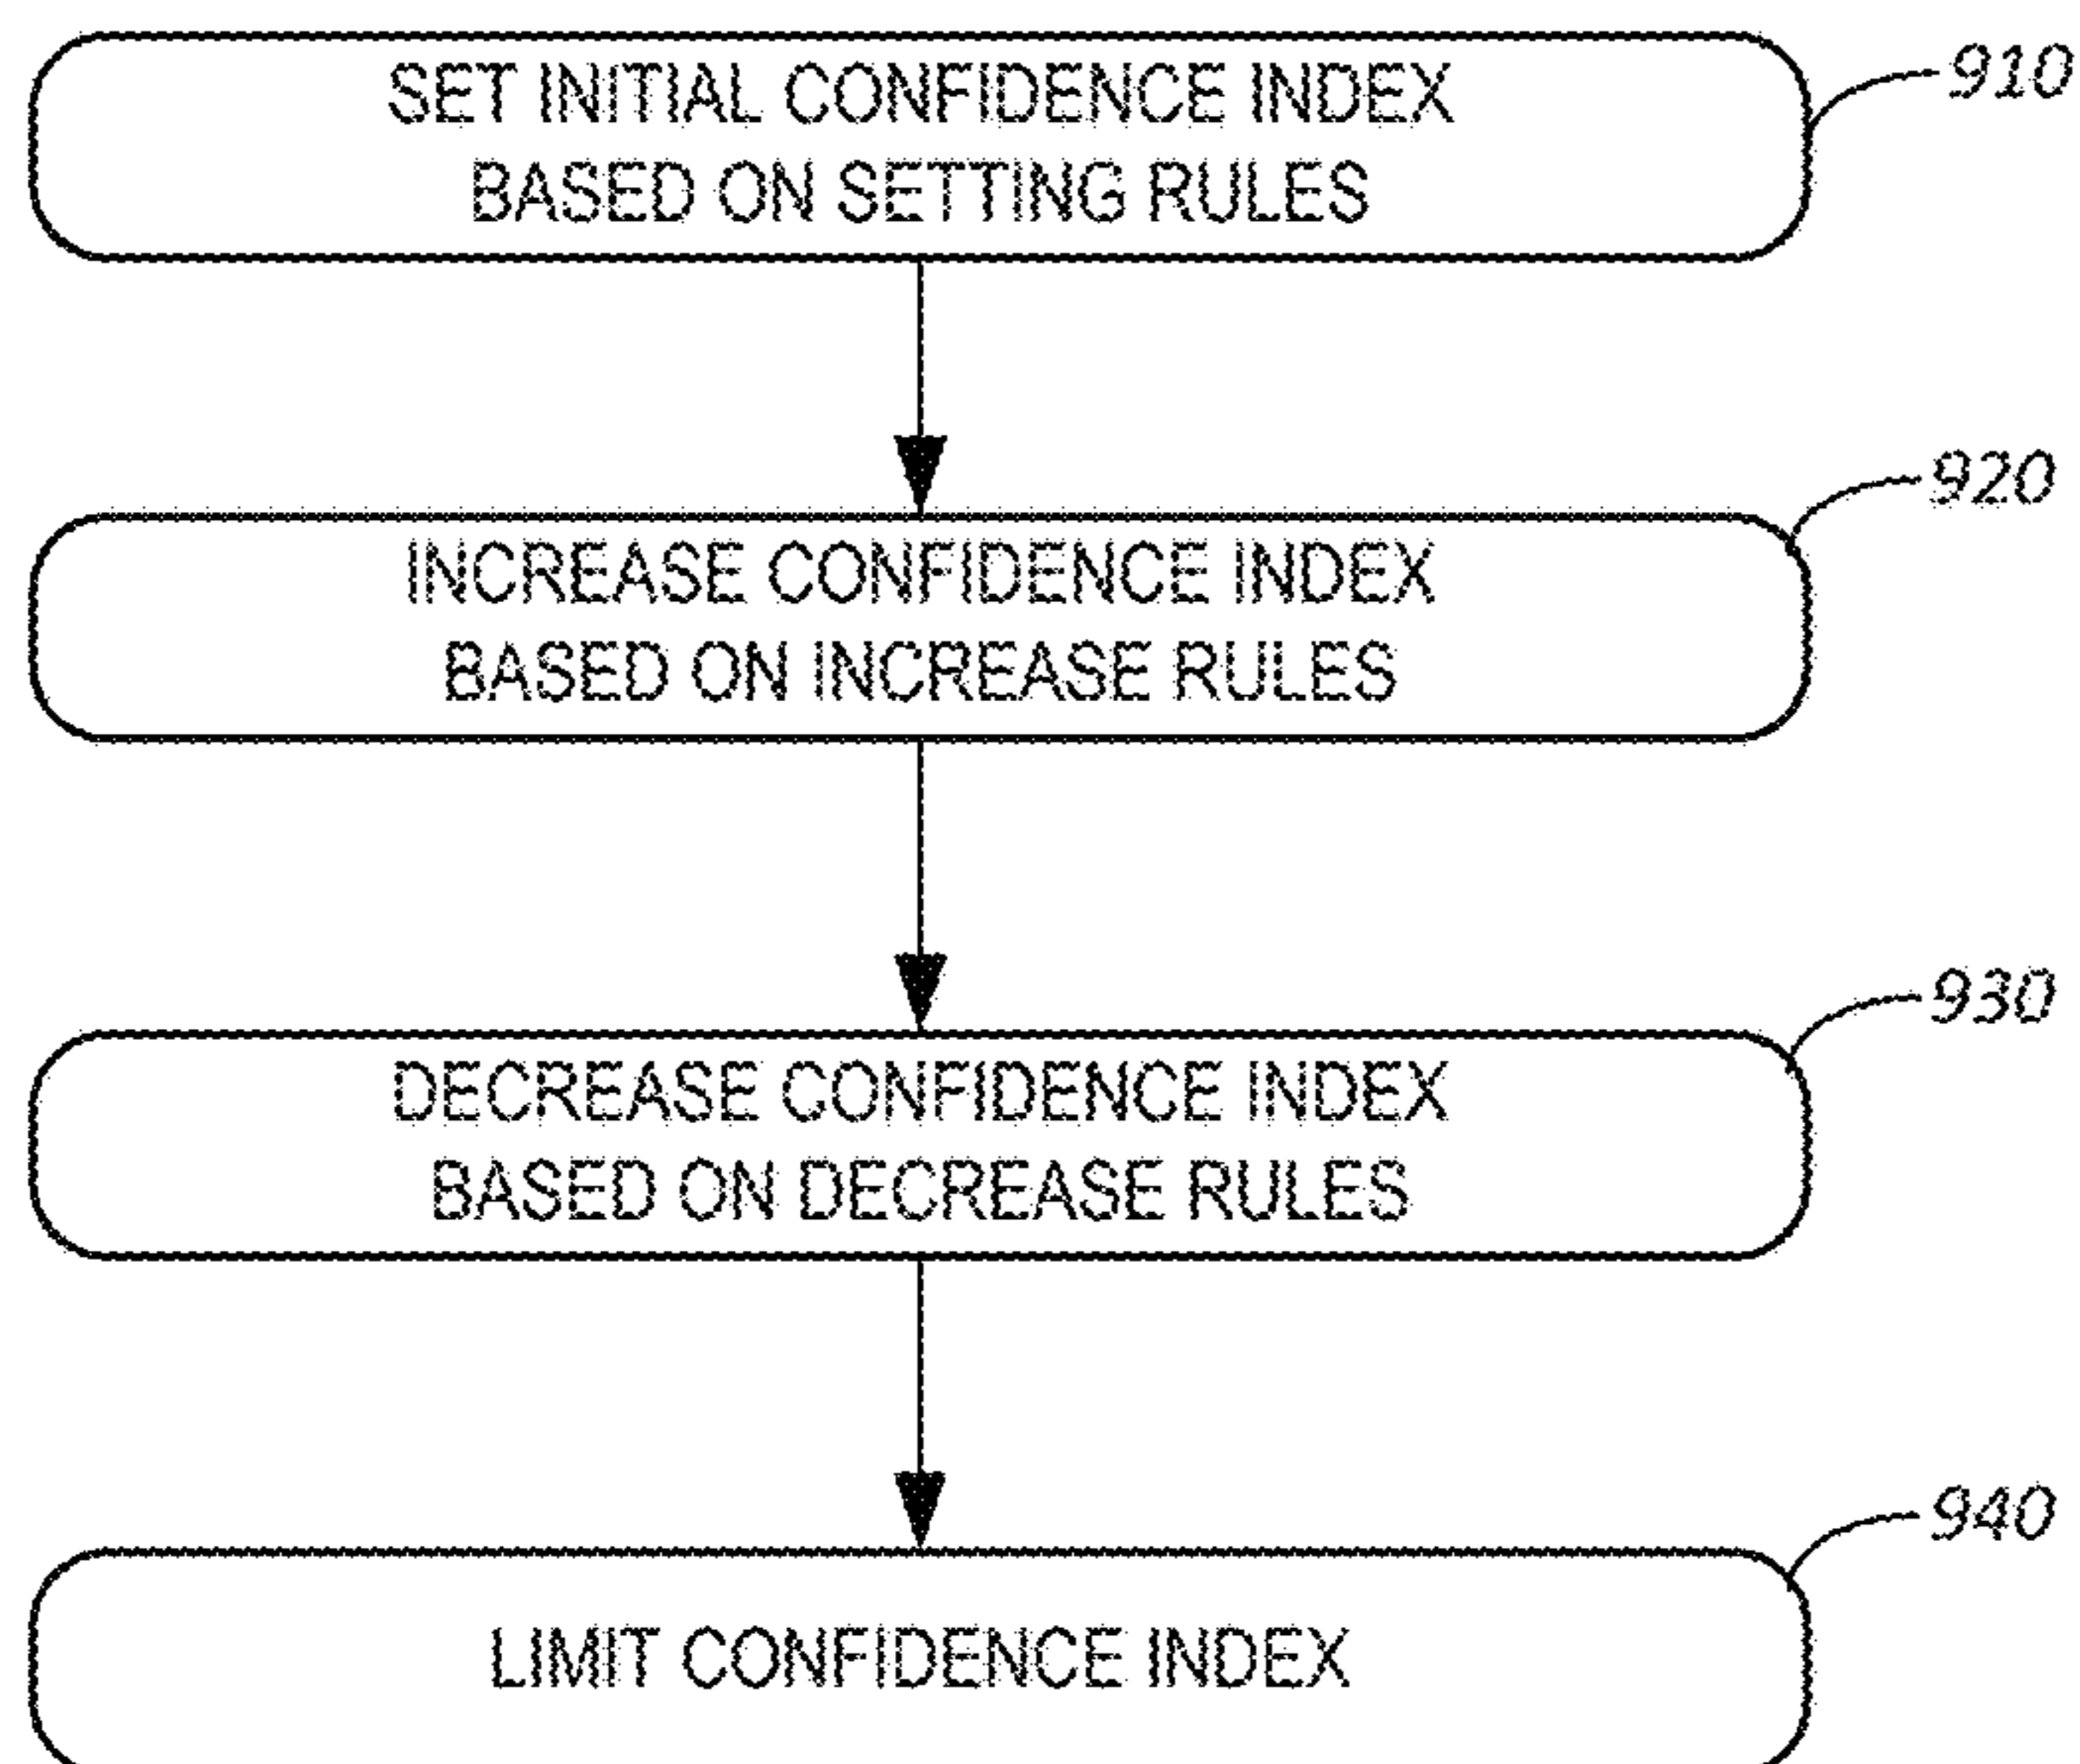 SET INITIAL CONFIDENCE INDEX
BASED ON SETTING RULES
910
INCREASE CONFIDENCE INDEX
BASED ON INCREASE RULES
920
DECREASE CONFIDENCE INDEX
BASED ON DECREASE RULES
930
LIMIT CONFIDENCE INDEX
940